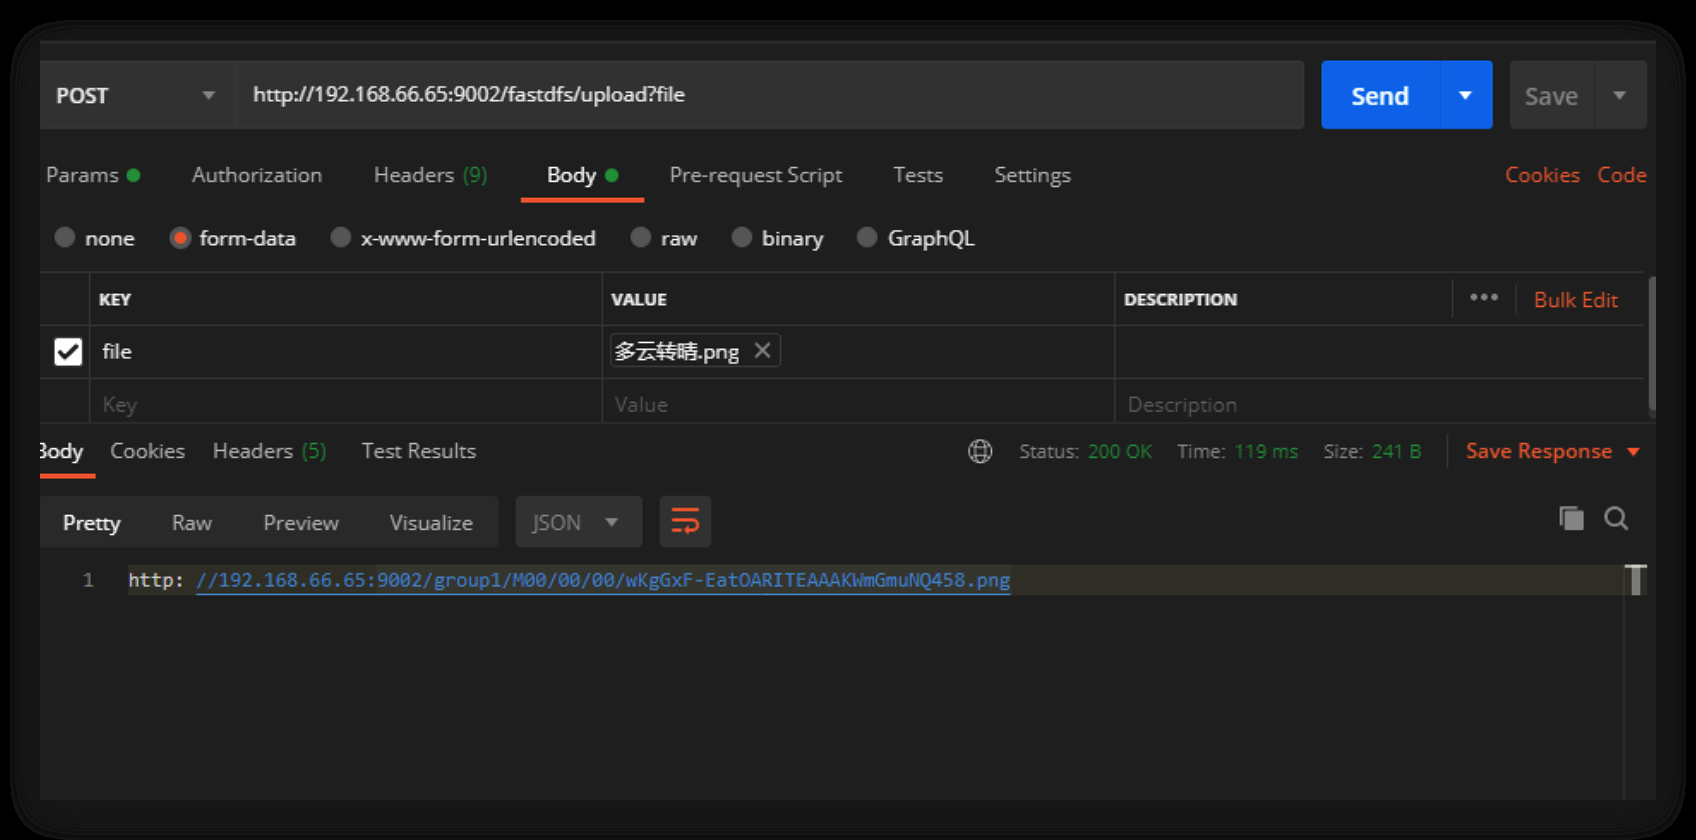 POST http://192.168.66.65:9002/fastdfs/upload?file Send Save
Params Authorization Headers (9) Body Pre-request Script Tests Settings Cookies Code
none form-data x-www-form-urlencoded raw binary GraphQL
KEY VALUE DESCRIPTION ••• Bulk Edit
file 多云转晴.png
Key Value Description
Body Cookies Headers (5) Test Results Status: 200 OK Time: 119 ms Size: 241 B Save Response
Pretty Raw Preview Visualize JSON
1 http: //192.168.66.65:9002/group1/M00/00/00/wKgGxF-EatOARITEAAAKWmGmuNQ458.png